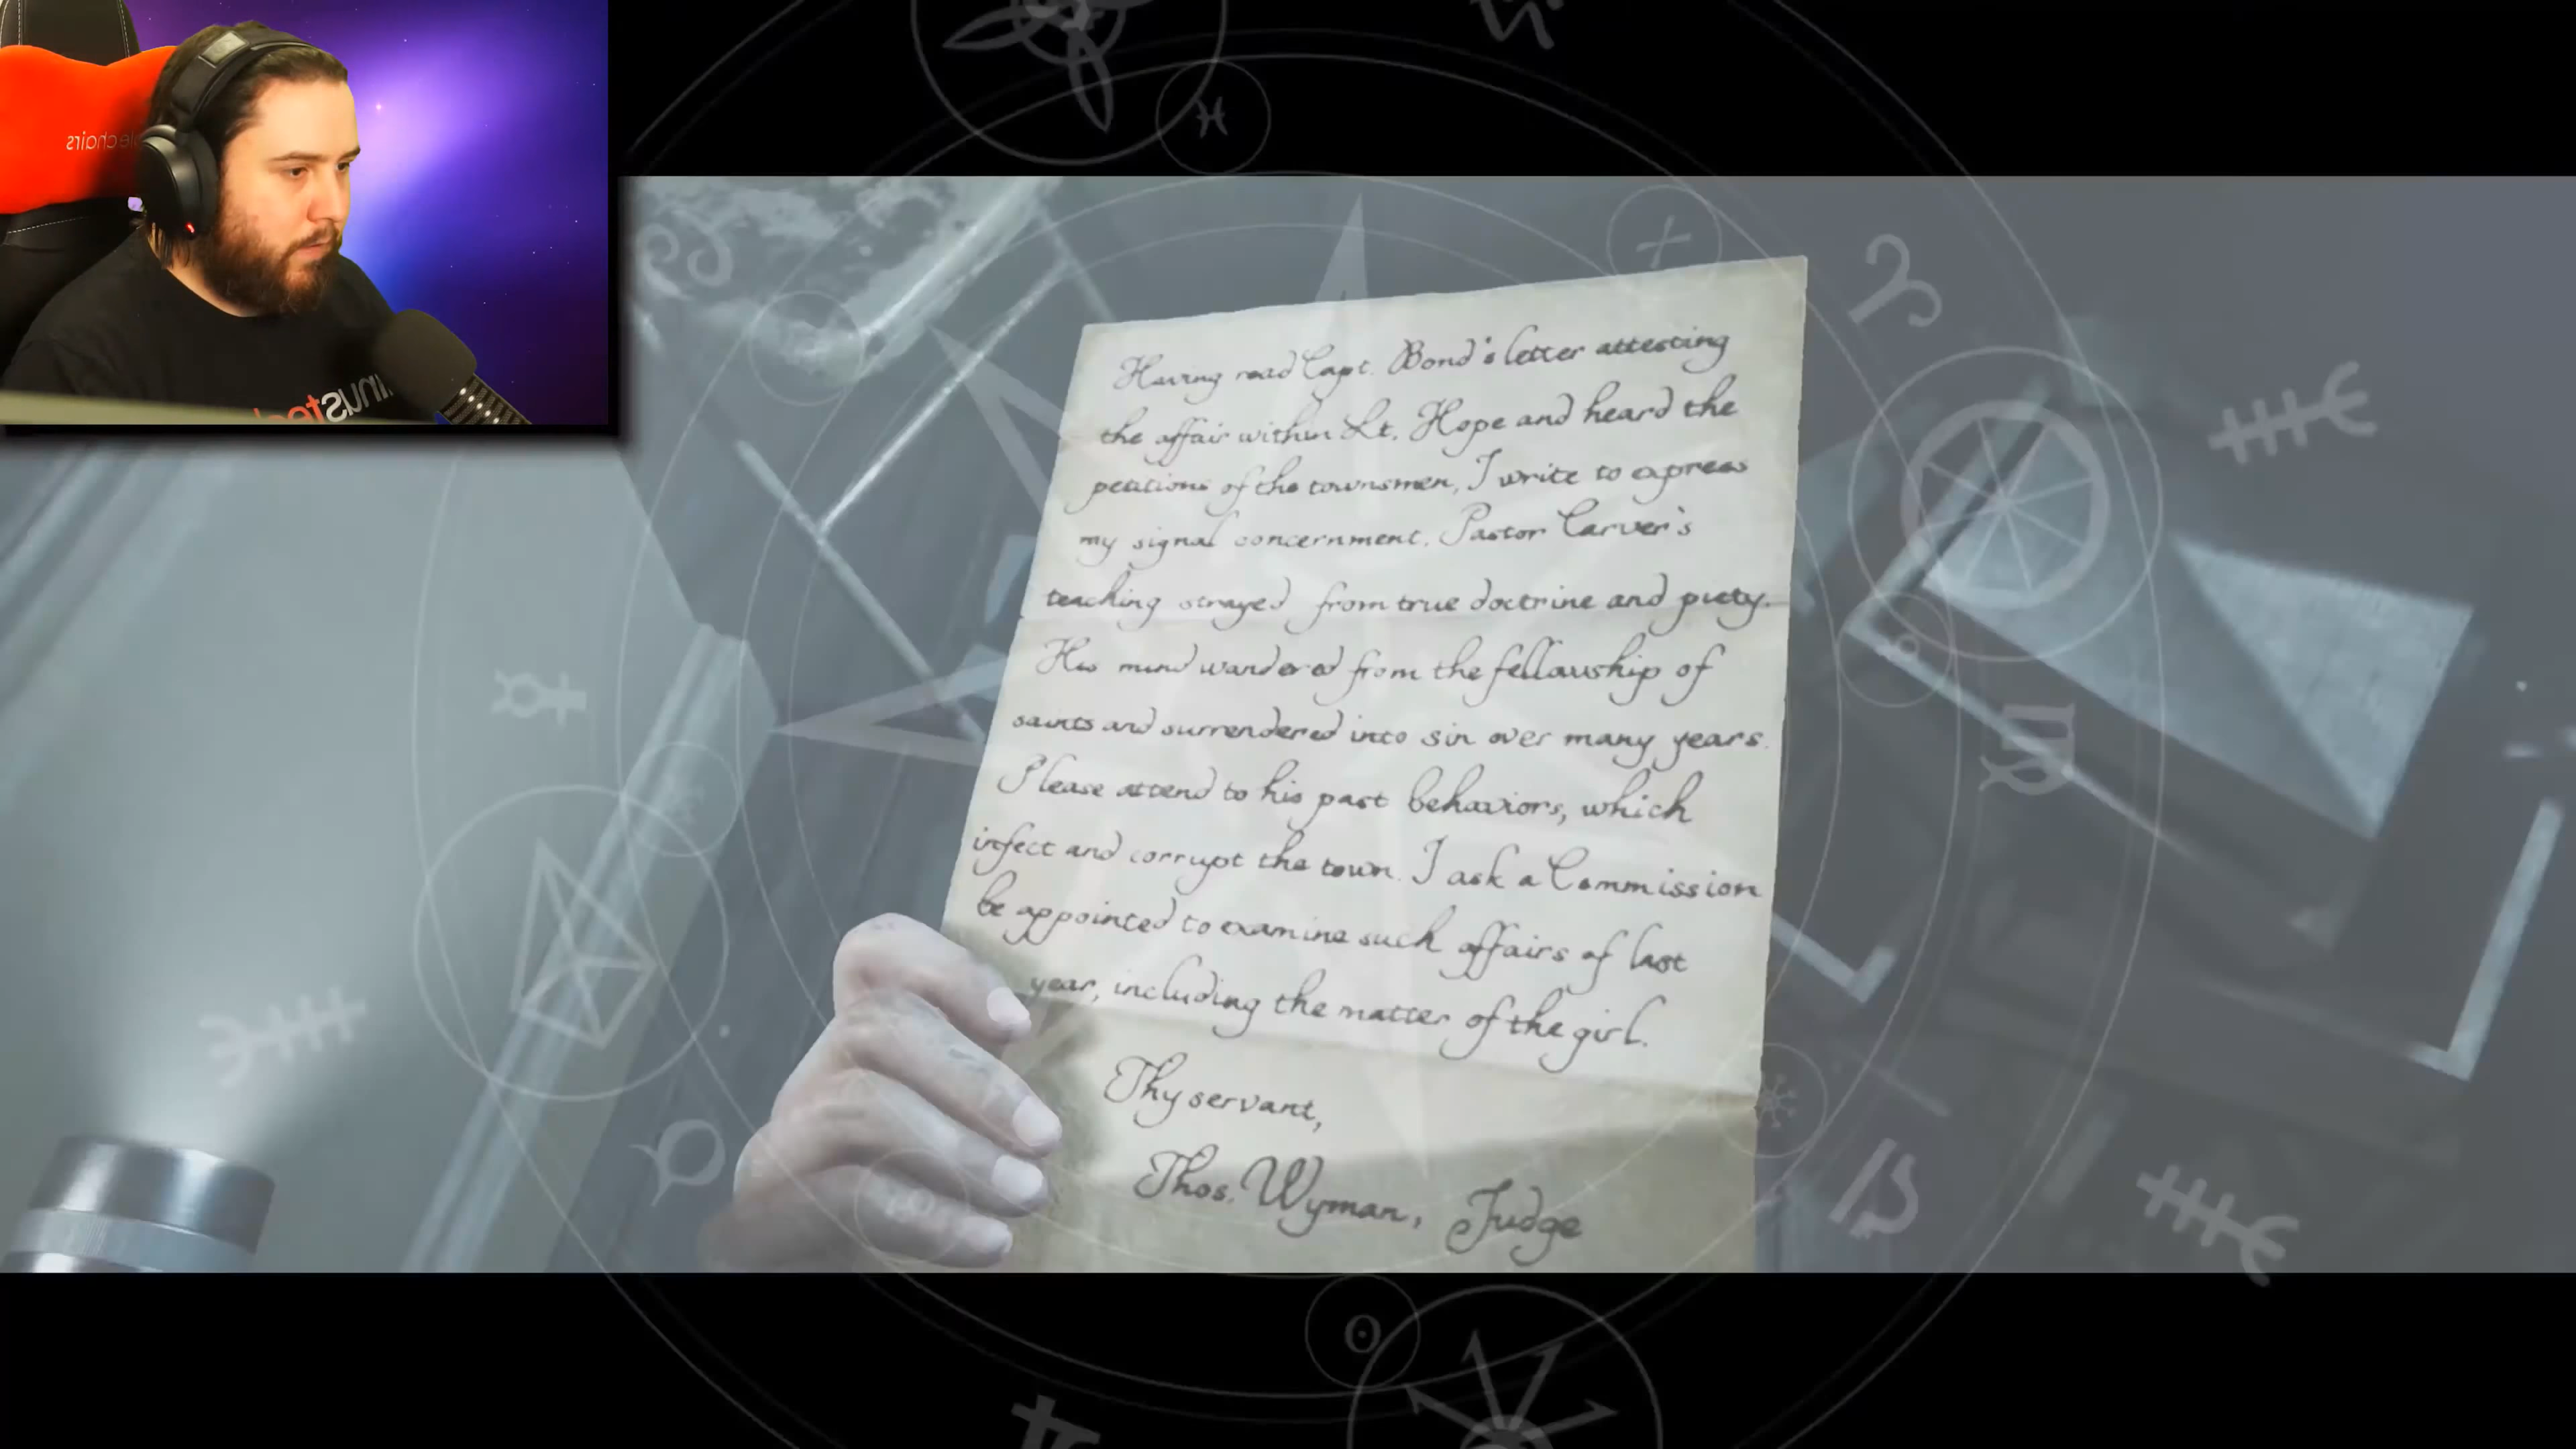 lechairs
nustec
Having read Capt. Bond's letter attesting
the affair within Lt. Hope and heard the
petitions of the townsmen, I write to express
my signal concernment. Pastor Carver's
teaching strayed from true doctrine and piety.
His mind wandered from the fellowship of
saints and surrendered into sin over many years.
Please attend to his past behaviors, which
infect and corrupt the town. I ask a Commission
be appointed to examine such affairs of last
year, including the matter of the girl.
Thy servant,
Thos. Wyman, Judge